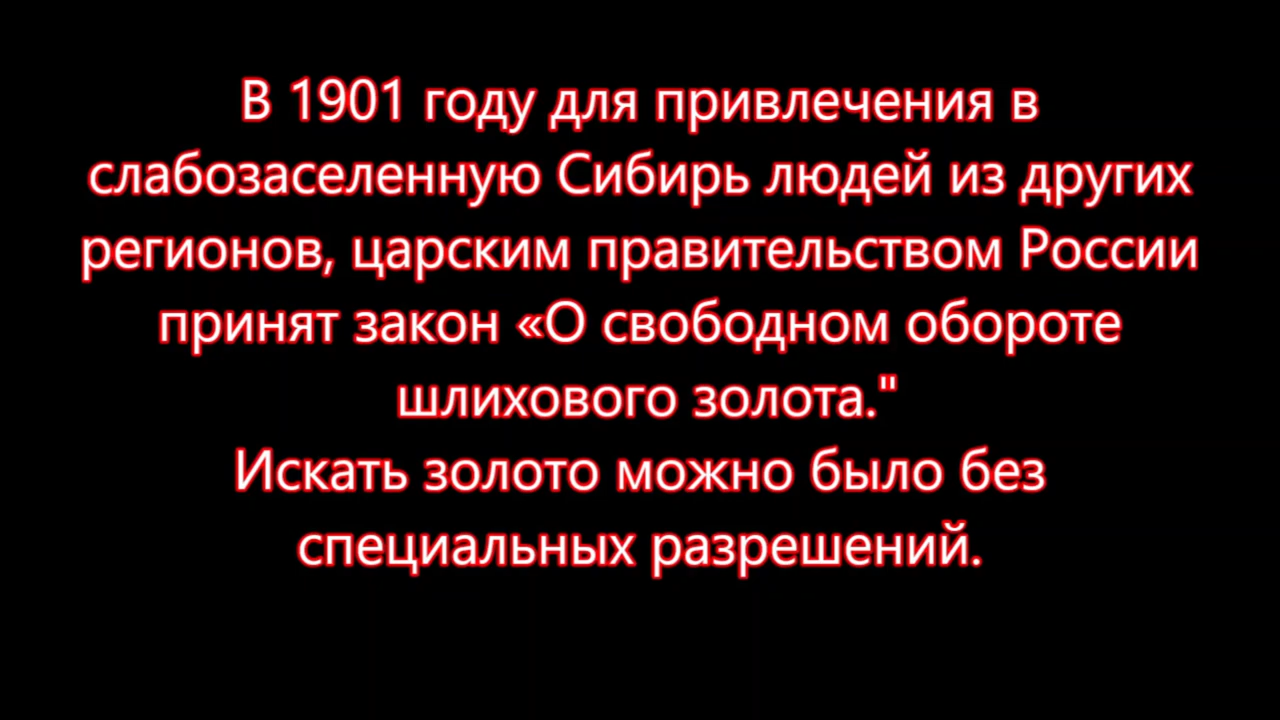 В 1901 году для привлечения в
слабозаселенную Сибирь людей из других
регионов, царским правительством России
принят закон «О свободном обороте
шлихового золота."
Искать золото можно было без
специальных разрешений.